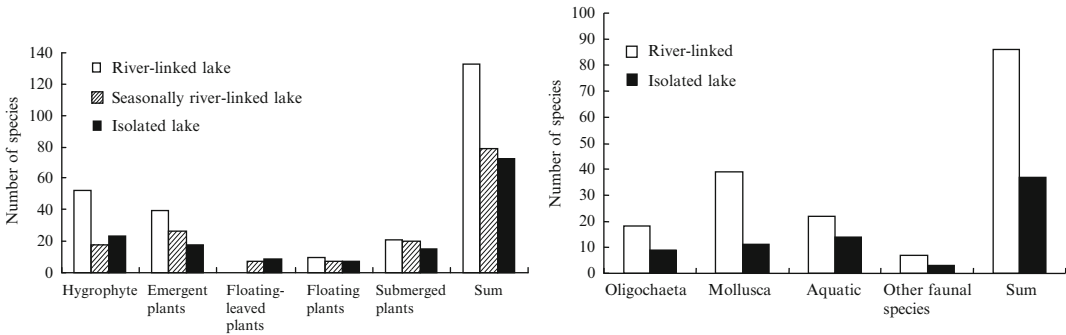 Number of species
140
120
100
80
60
40
20
0
River-linked lake
Seasonally river-linked lake
Isolated lake
Hygrophyte
Emergent
plants
Floating-
leaved
plants
Floating
plants
Submerged
plants
Sum
Number of species
100
90
80
70
60
50
40
30
20
10
0
River-linked
Isolated lake
Oligochaeta
Mollusca
Aquatic
Other faunal
species
Sum